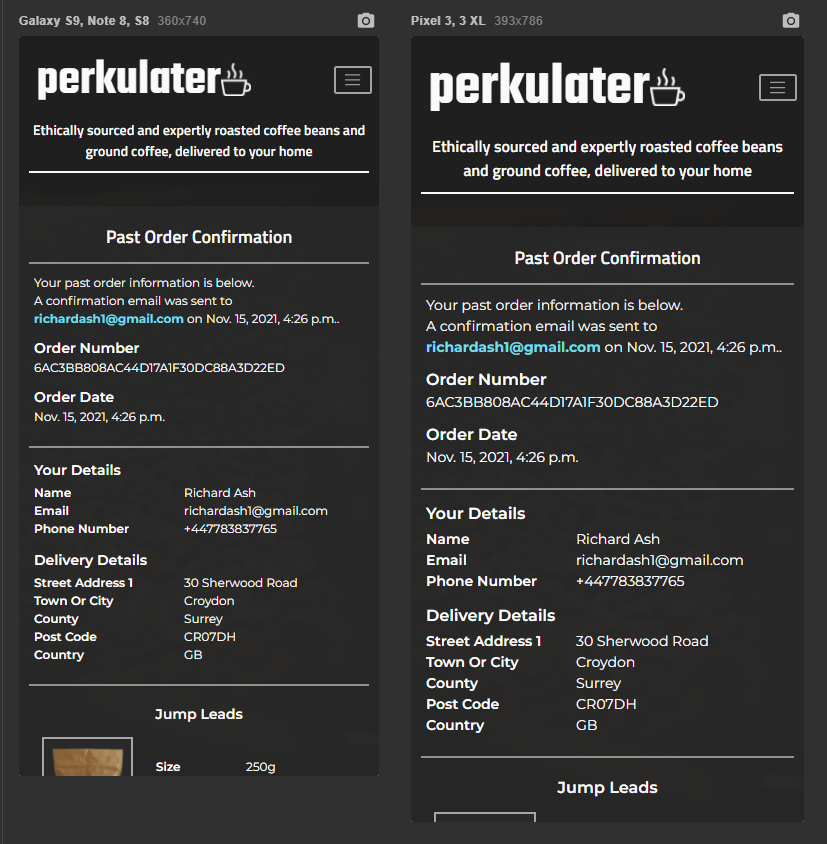 Galaxy S9, Note 8, S8 360x740
perkulater
Ethically sourced and expertly roasted coffee beans and
ground coffee, delivered to your home
Past Order Confirmation
Your past order information is below.
A confirmation email was sent to
richardash1@gmail.com on Nov. 15, 2021, 4:26 p.m..
Order Number
6AC3BB808AC44D17A1F30DC88A3D22ED
Order Date
Nov. 15, 2021, 4:26 p.m.
Your Details
Name Richard Ash
Email richardash1@gmail.com
Phone Number +447783837765
Delivery Details
Street Address 1 30 Sherwood Road
Town Or City Croydon
County Surrey
Post Code CR07DH
Country GB
Jump Leads
Size 250g
Pixel 3, 3 XL 393x786
perkulater
Ethically sourced and expertly roasted coffee beans
and ground coffee, delivered to your home
Past Order Confirmation
Your past order information is below.
A confirmation email was sent to
richardash1@gmail.com on Nov. 15, 2021, 4:26 p.m..
Order Number
6AC3BB808AC44D17A1F30DC88A3D22ED
Order Date
Nov. 15, 2021, 4:26 p.m.
Your Details
Name Richard Ash
Email richardash1@gmail.com
Phone Number +447783837765
Delivery Details
Street Address 1 30 Sherwood Road
Town Or City Croydon
County Surrey
Post Code CR07DH
Country GB
Jump Leads